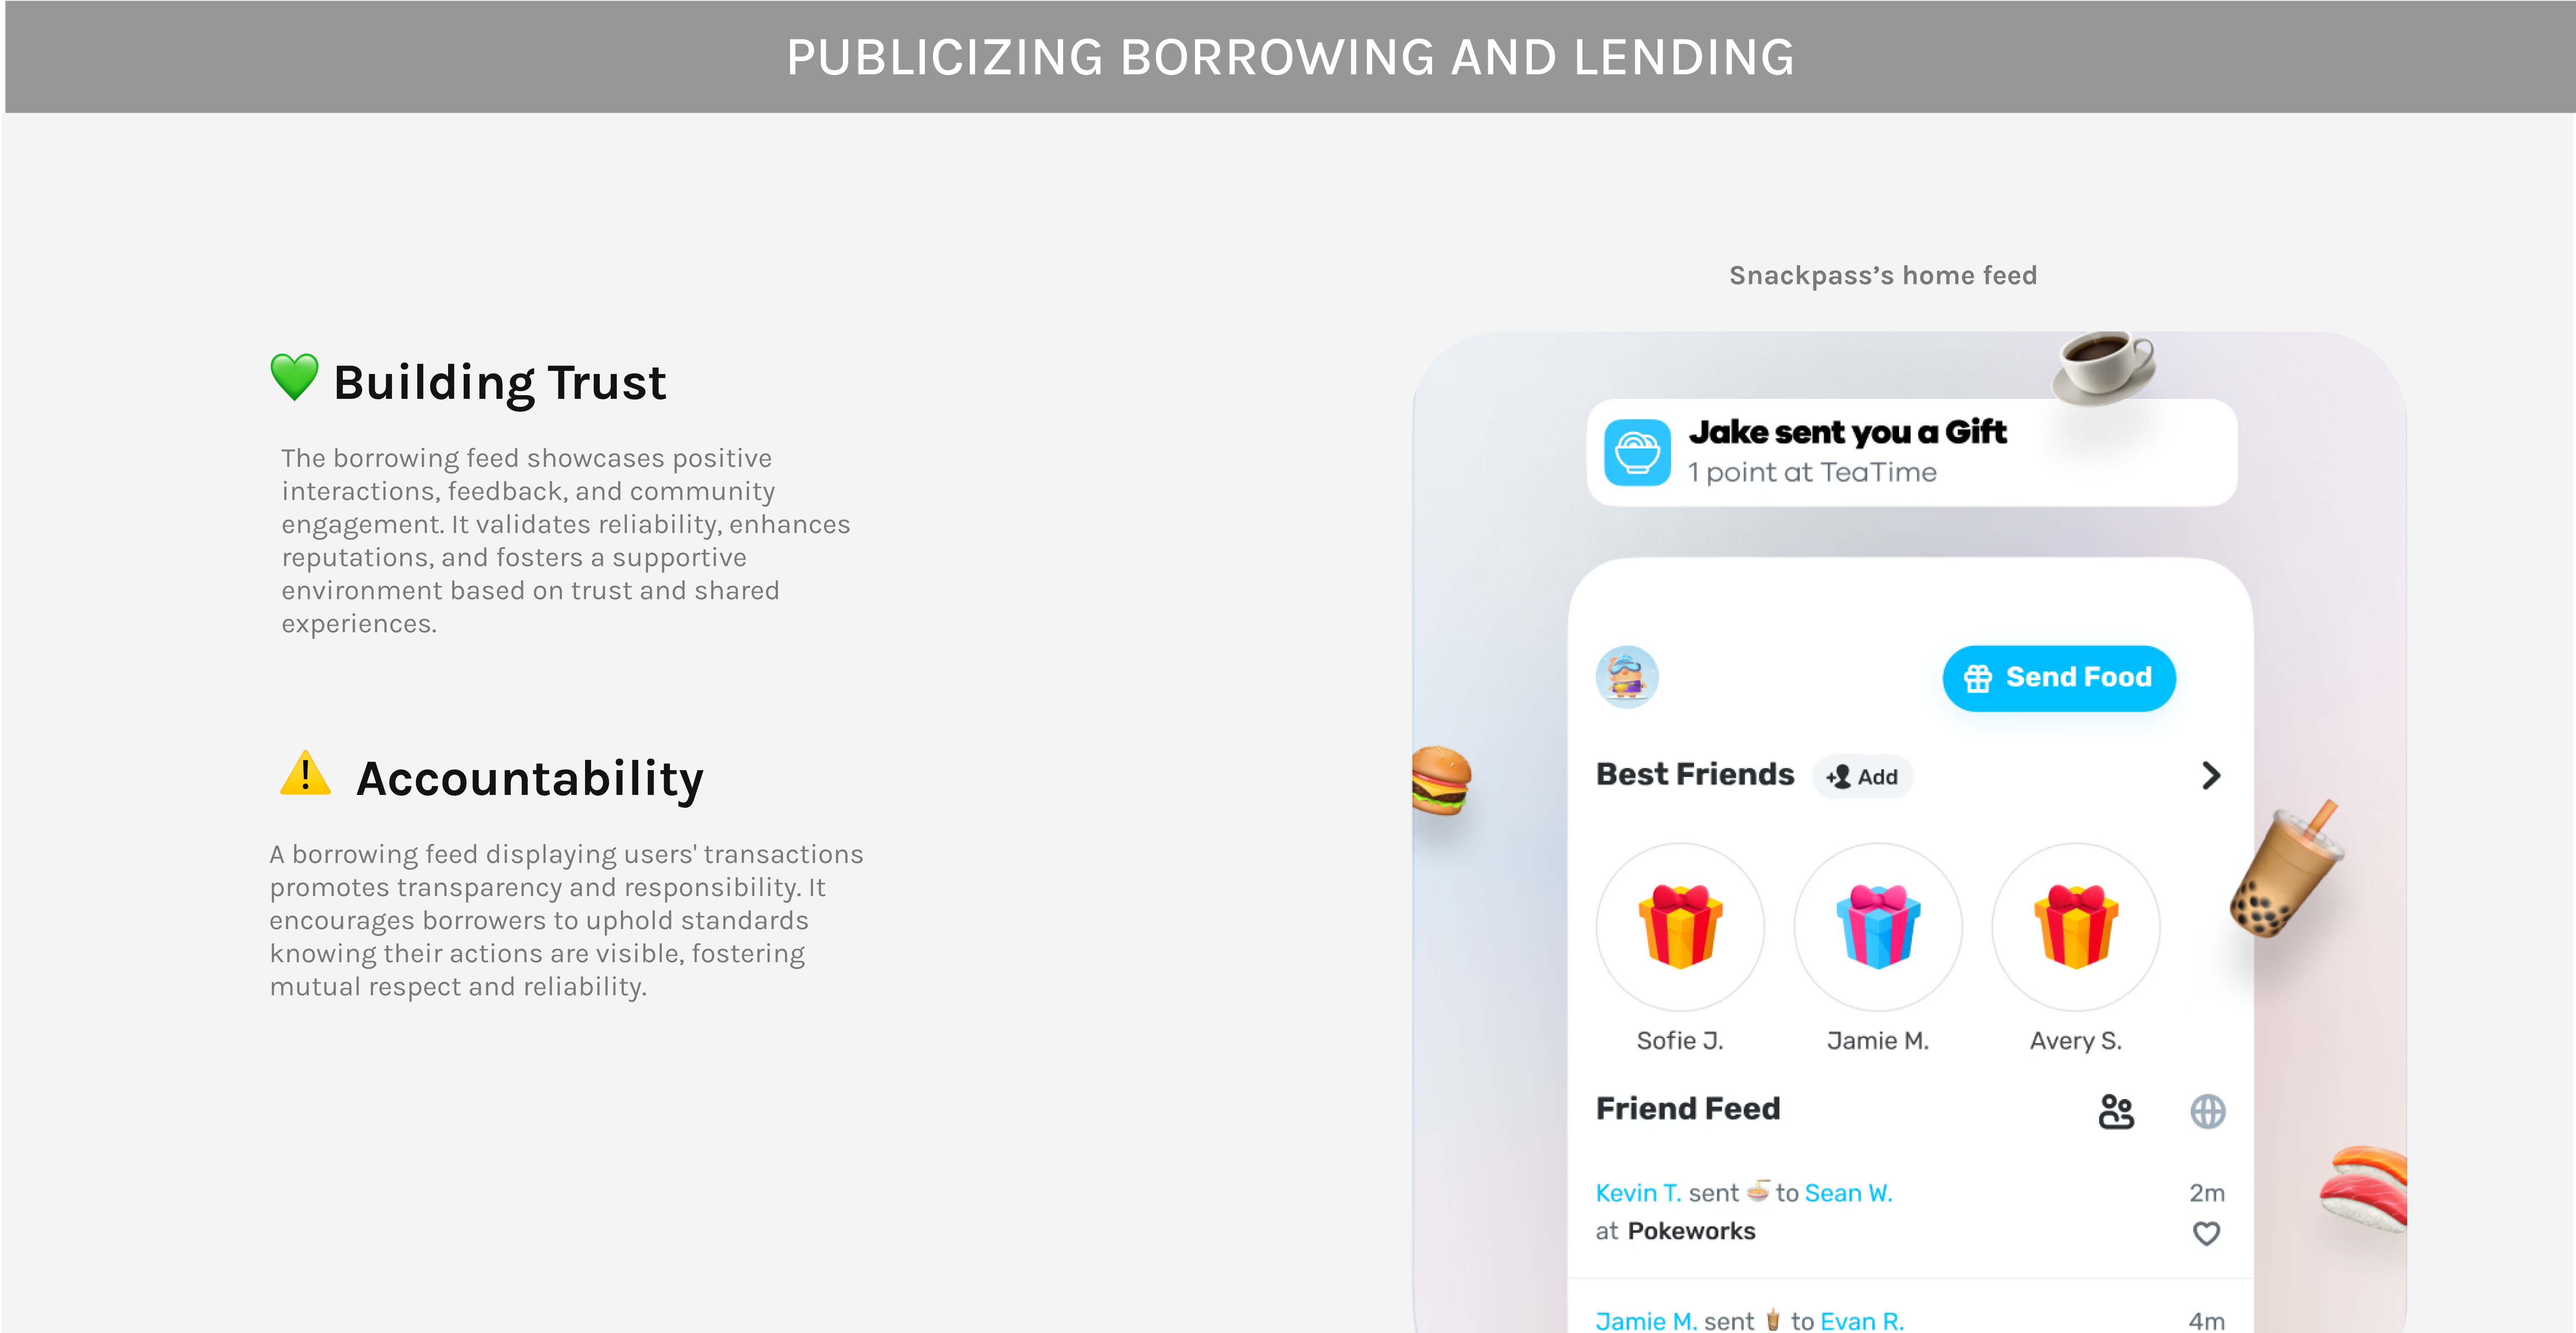 PUBLICIZING BORROWING AND LENDING
Building Trust
The borrowing feed showcases positive
interactions, feedback, and community
engagement. It validates reliability, enhances
reputations, and fosters a supportive
environment based on trust and shared
experiences.
Accountability
A borrowing feed displaying users' transactions
promotes transparency and responsibility. It
encourages borrowers to uphold standards
knowing their actions are visible, fostering
mutual respect and reliability.
Snackpass’s home feed
Jake sent you a Gift
1 point at TeaTime
Send Food
Best Friends Add
Sofie J. Jamie M. Avery S.
Friend Feed
Kevin T. sent 🍜 to Sean W. 2m
at Pokeworks
Jamie M. sent 🧋 to Evan R. 4m